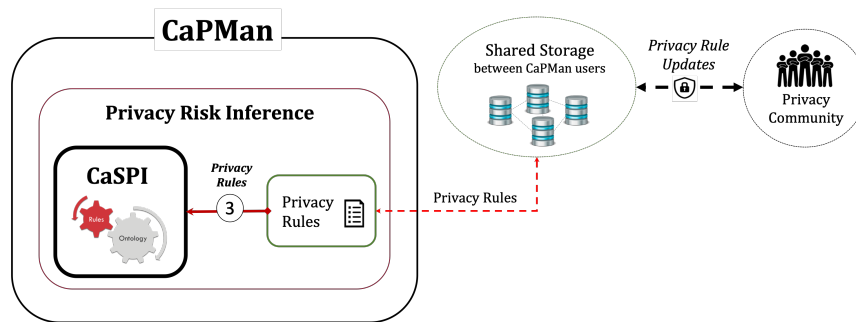 CaPMan
Privacy Risk Inference
CaSPI
Rules
Ontology
Privacy
Rules
3
Privacy
Rules
Privacy Rules
Shared Storage
between CaPMan users
Privacy Rule
Updates
Privacy
Community